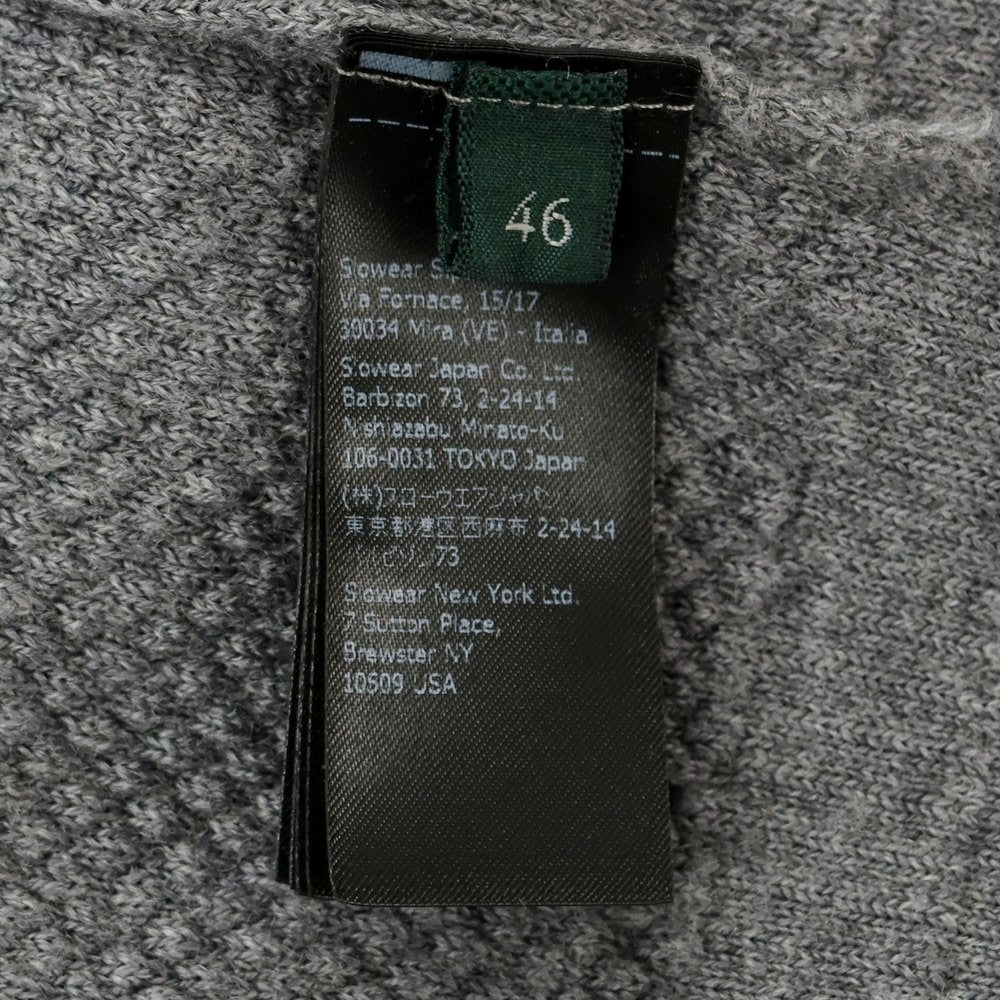 46
Slowear
Via Fornace, 15/17
30034 Mira (VE) - Italia
Slowear Japan Co. Ltd.
Barbizon 73, 2-24-14
Nishiazabu Minato-Ku
106-0031 TOKYO Japan
(株)スローウエアジャパン
東京都港区西麻布 2-24-14
73
Slowear New York Ltd.
7 Sutton Place,
Brewster NY
10509 USA